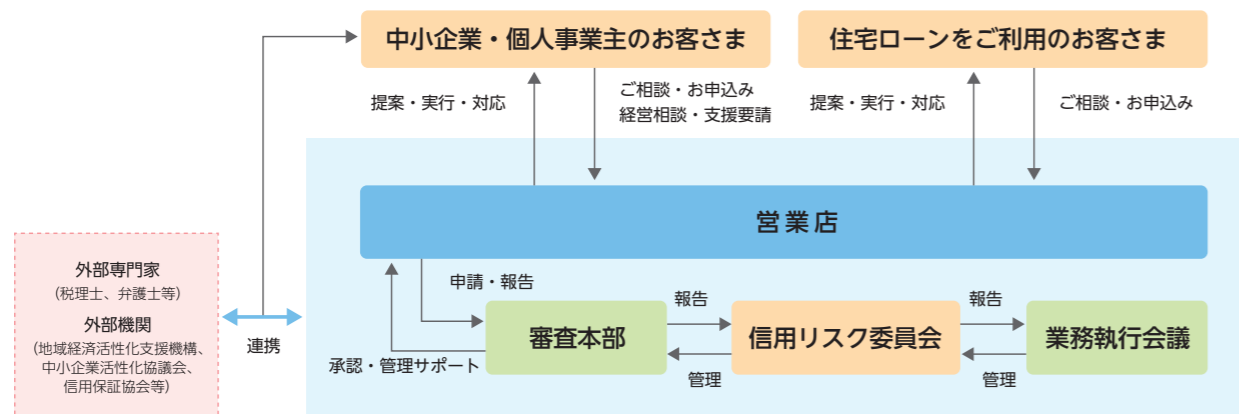 中小企業・個人事業主のお客さま
住宅ローンをご利用のお客さま
提案・実行・対応
ご相談・お申込み
経営相談・支援要請
提案・実行・対応
ご相談・お申込み
営業店
外部専門家
(税理士、弁護士等)
外部機関
(地域経済活性化支援機構、
中小企業活性化協議会、
信用保証協会等)
連携
申請・報告
承認・管理サポート
審査本部
報告
管理
信用リスク委員会
報告
管理
業務執行会議